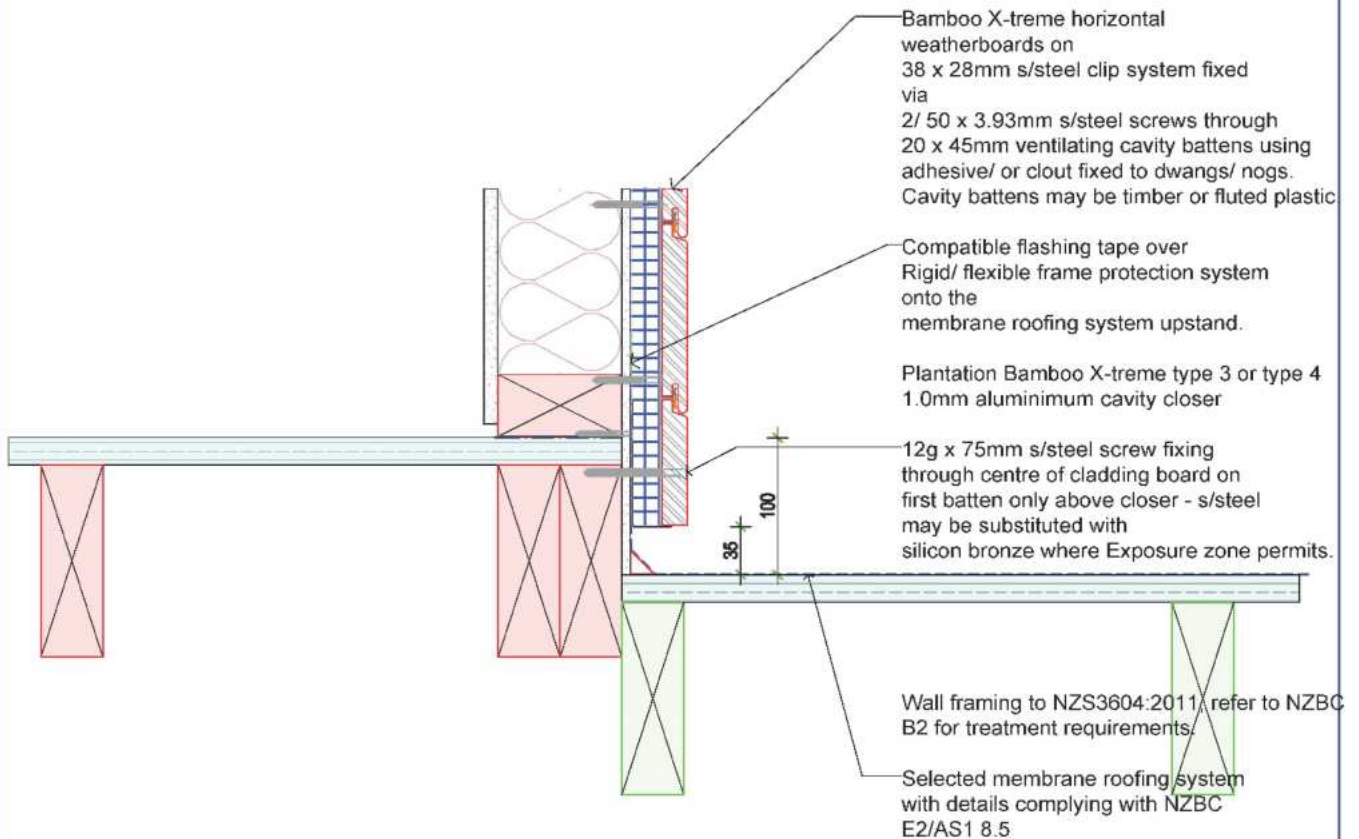 Bamboo X-treme horizontal
weatherboards on
38 x 28mm s/steel clip system fixed
via
2/ 50 x 3.93mm s/steel screws through
20 x 45mm ventilating cavity battens using
adhesive/ or clout fixed to dwangs/ nogs.
Cavity battens may be timber or fluted plastic
Compatible flashing tape over
Rigid/ flexible frame protection system
onto the
membrane roofing system upstand.
Plantation Bamboo X-treme type 3 or type 4
1.0mm aluminimum cavity closer
12g x 75mm s/steel screw fixing
through centre of cladding board on
first batten only above closer - s/steel
may be substituted with
silicon bronze where Exposure zone permits.
100
35
Wall framing to NZS3604:2011, refer to NZBC
B2 for treatment requirements.
Selected membrane roofing system
with details complying with NZBC
E2/AS1 8.5